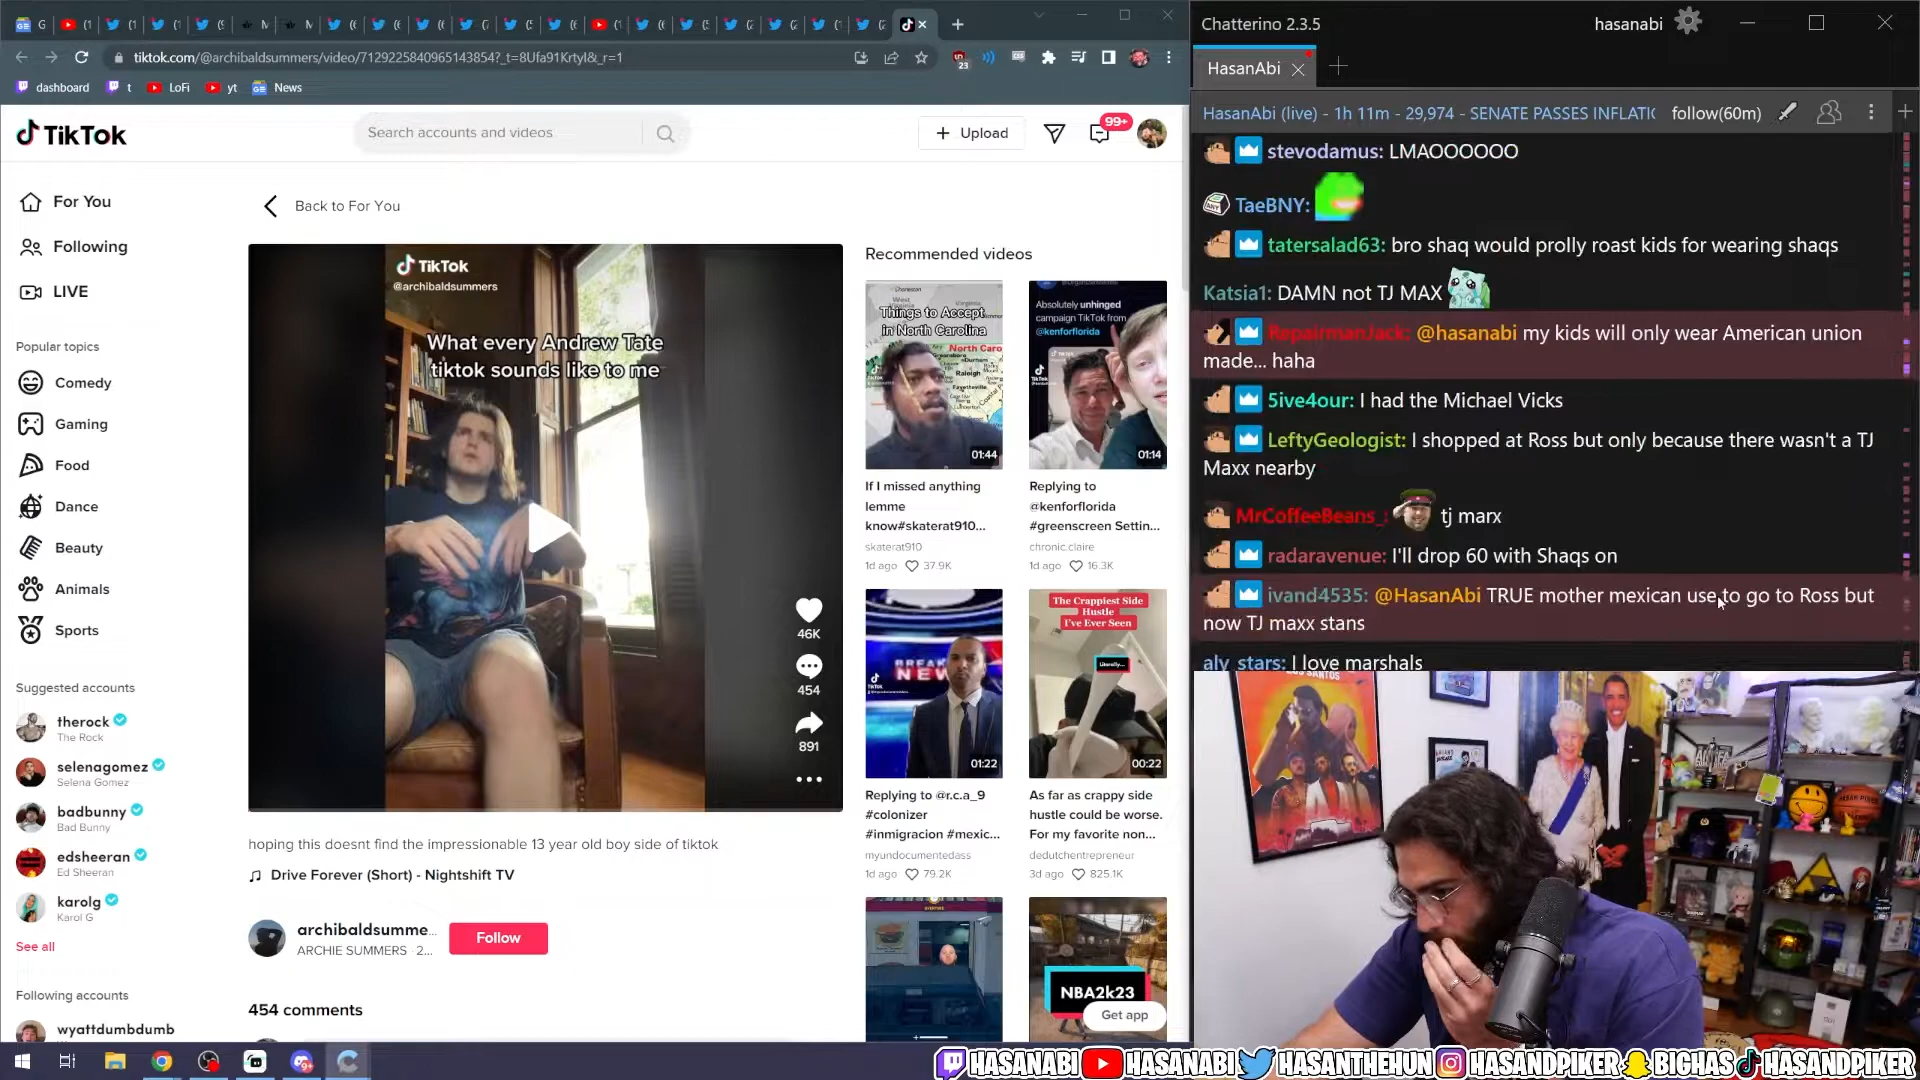 tiktok.com/@archibaldsummers/video/7129225840965143854?_t=8Ufa91KrtyI&_r=1
23
dashboard
t
LoFi
yt
News
TikTok
Search accounts and videos
Upload
99+
For You
Following
LIVE
Popular topics
Comedy
Gaming
Food
Dance
Beauty
Animals
Sports
Suggested accounts
therock
The Rock
selenagomez
Selena Gomez
badbunny
Bad Bunny
edsheeran
Ed Sheeran
karolg
Karol G
See all
Following accounts
wyattdumbdumb
Back to For You
TikTok
@archibaldsummers
What every Andrew Tate
tiktok sounds like to me
46K
454
891
hoping this doesnt find the impressionable 13 year old boy side of tiktok
Drive Forever (Short) - Nightshift TV
archibaldsumme...
ARCHIE SUMMERS · 2...
Follow
454 comments
Recommended videos
Things to Accept
in North Carolina
North Caro
Raleigh
01:44
If I missed anything
lemme
know#skaterat910...
skaterat910
1d ago
37.9K
Absolutely unhinged
campaign TikTok from
@kenforflorida
01:14
Replying to
@kenforflorida
#greenscreen Settin...
chronic.claire
1d ago
16.3K
01:22
Replying to @r.c.a_9
#colonizer
#inmigracion #mexic...
myundocumentedass
1d ago
79.2K
The Crappiest Side
Hustle
I've Ever Seen
Literally...
00:22
As far as crappy side
hustle could be worse.
For my favorite non...
dedutchentrepreneur
3d ago
825.1K
NBA2k23
Get app
Chatterino 2.3.5
hasanabi
HasanAbi
HasanAbi (live) - 1h 11m - 29,974 - SENATE PASSES INFLATIC
follow(60m)
stevodamus: LMAOOOOOO
TaeBNY:
tatersalad63: bro shaq would prolly roast kids for wearing shaqs
Katsia1: DAMN not TJ MAX
RepairmanJack: @hasanabi my kids will only wear American union
made... haha
5ive4our: I had the Michael Vicks
LeftyGeologist: I shopped at Ross but only because there wasn't a TJ
Maxx nearby
MrCoffeeBeans_: tj marx
radaravenue: I'll drop 60 with Shaqs on
ivand4535: @HasanAbi TRUE mother mexican use to go to Ross but
now TJ maxx stans
aly_stars: I love marshals
HASANABI
HASANABI
HASANTHEHUN
HASANDPIKER
BIGHAS
HASANDPIKER